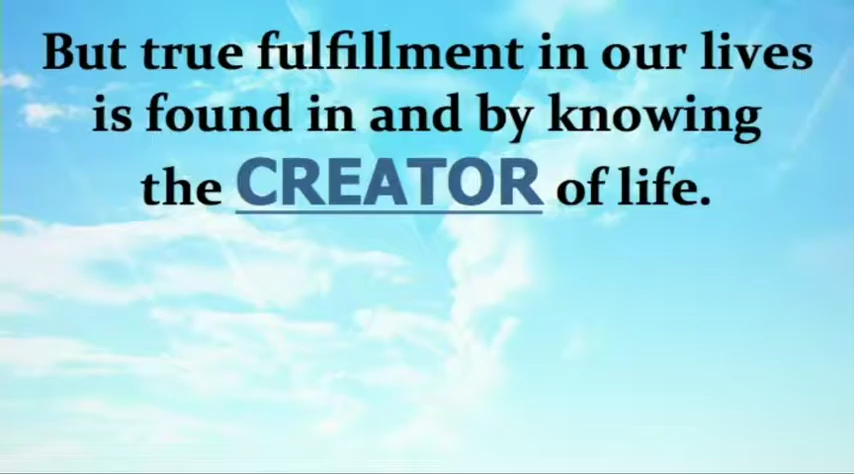 But true fulfillment in our lives
is found in and by knowing
the CREATOR of life.